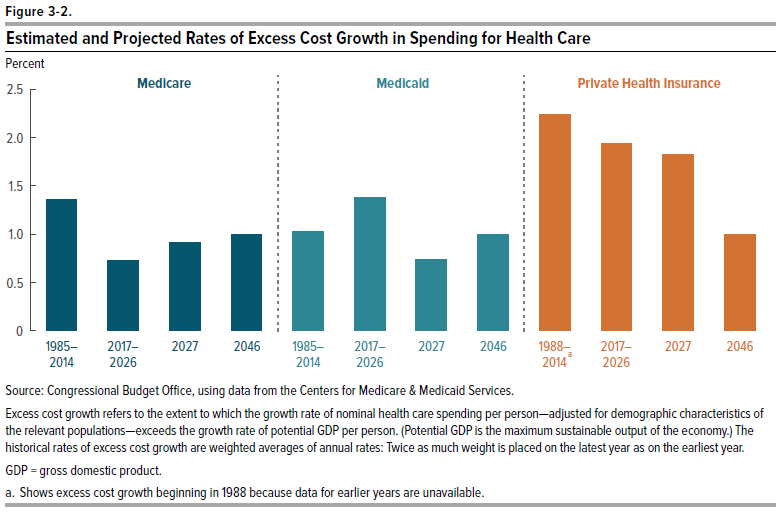 Figure 3-2.
Estimated and Projected Rates of Excess Cost Growth in Spending for Health Care
Percent
Medicare Medicaid Private Health Insurance
2.5
2.0
1.5
1.0
0.5
0
1985– 2017– 2027 2046 1985– 2017– 2027 2046 1988– 2017– 2027 2046
2014 2026 2014 2026 2014a 2026
Source: Congressional Budget Office, using data from the Centers for Medicare & Medicaid Services.
Excess cost growth refers to the extent to which the growth rate of nominal health care spending per person—adjusted for demographic characteristics of
the relevant populations—exceeds the growth rate of potential GDP per person. (Potential GDP is the maximum sustainable output of the economy.) The
historical rates of excess cost growth are weighted averages of annual rates: Twice as much weight is placed on the latest year as on the earliest year.
GDP = gross domestic product.
a. Shows excess cost growth beginning in 1988 because data for earlier years are unavailable.